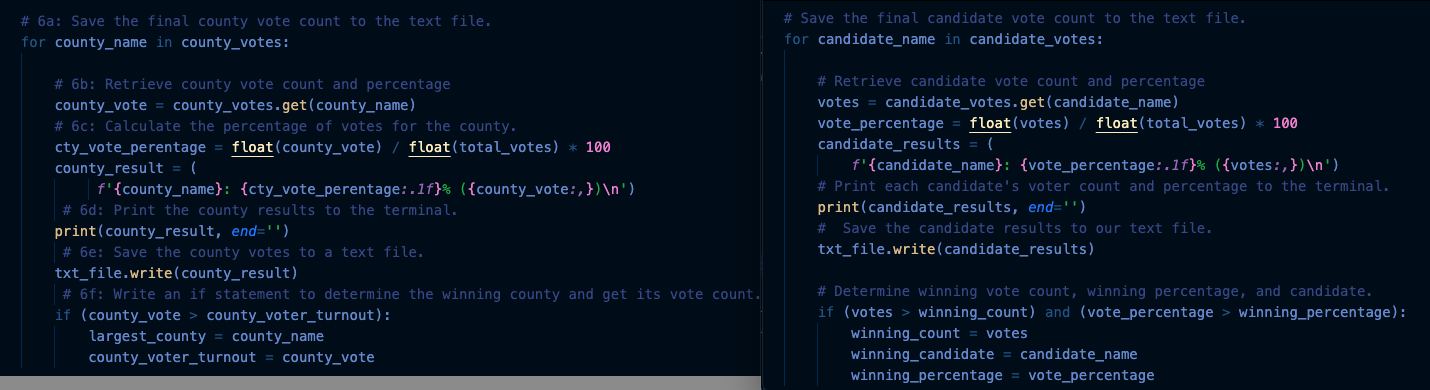 # 6a: Save the final county vote count to the text file.
for county_name in county_votes:
# 6b: Retrieve county vote count and percentage
county_vote = county_votes.get(county_name)
# 6c: Calculate the percentage of votes for the county.
cty_vote_perentage = float(county_vote) / float(total_votes) * 100
county_result = (
f'{county_name}: {cty_vote_perentage:.1f}% ({county_vote:,})\n')
# 6d: Print the county results to the terminal.
print(county_result, end='')
# 6e: Save the county votes to a text file.
txt_file.write(county_result)
# 6f: Write an if statement to determine the winning county and get its vote count.
if (county_vote > county_voter_turnout):
largest_county = county_name
county_voter_turnout = county_vote
# Save the final candidate vote count to the text file.
for candidate_name in candidate_votes:
# Retrieve candidate vote count and percentage
votes = candidate_votes.get(candidate_name)
vote_percentage = float(votes) / float(total_votes) * 100
candidate_results = (
f'{candidate_name}: {vote_percentage:.1f}% ({votes:,})\n')
# Print each candidate's voter count and percentage to the terminal.
print(candidate_results, end='')
#  Save the candidate results to our text file.
txt_file.write(candidate_results)
# Determine winning vote count, winning percentage, and candidate.
if (votes > winning_count) and (vote_percentage > winning_percentage):
winning_count = votes
winning_candidate = candidate_name
winning_percentage = vote_percentage